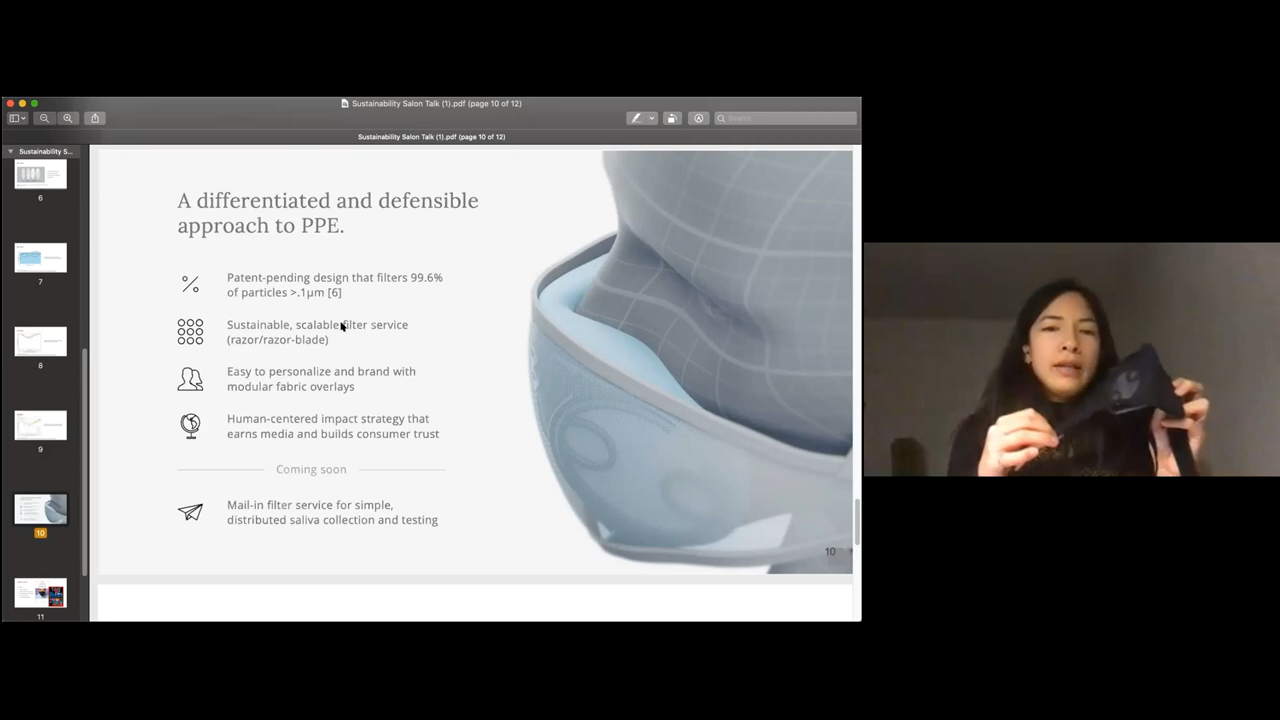 Sustainability Salon Talk (1).pdf (page 10 of 12)
Search
Sustainability Salon Talk (1).pdf (page 10 of 12)
Sustainability S...
6
7
8
9
10
11
A differentiated and defensible
approach to PPE.
Patent-pending design that filters 99.6%
of particles >.1µm [6]
Sustainable, scalable filter service
(razor/razor-blade)
Easy to personalize and brand with
modular fabric overlays
Human-centered impact strategy that
earns media and builds consumer trust
Coming soon
Mail-in filter service for simple,
distributed saliva collection and testing
10